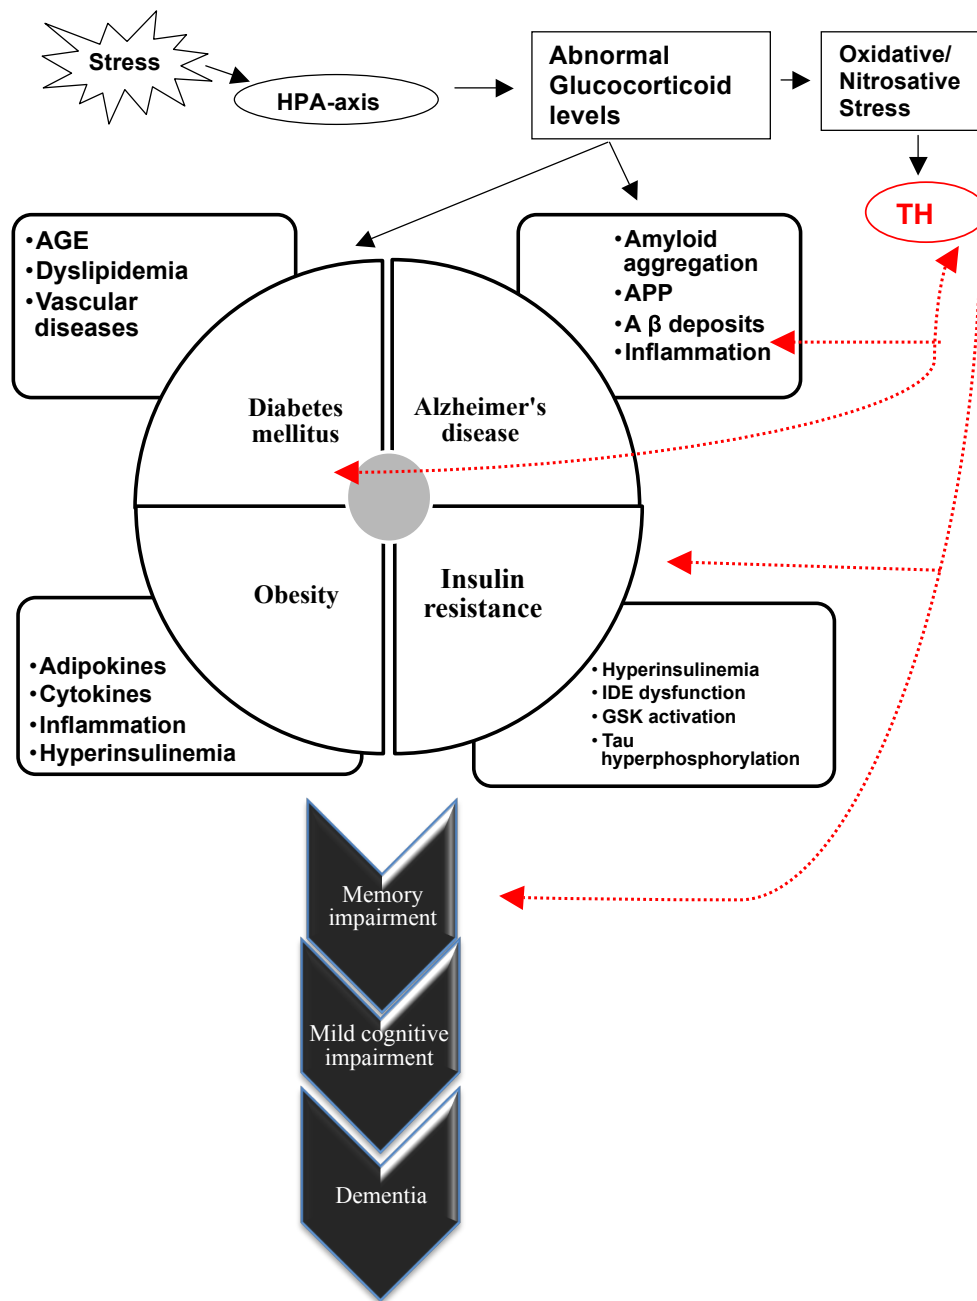 Stress
HPA-axis
Abnormal
Glucocorticoid
levels
Oxidative/
Nitrosative
Stress
TH
•AGE
•Dyslipidemia
•Vascular
diseases
•Amyloid
aggregation
•APP
•A β deposits
•Inflammation
Diabetes
mellitus
Alzheimer's
disease
Obesity
Insulin
resistance
•Adipokines
•Cytokines
•Inflammation
•Hyperinsulinemia
•Hyperinsulinemia
•IDE dysfunction
•GSK activation
•Tau
hyperphosphorylation
Memory
impairment
Mild cognitive
impairment
Dementia